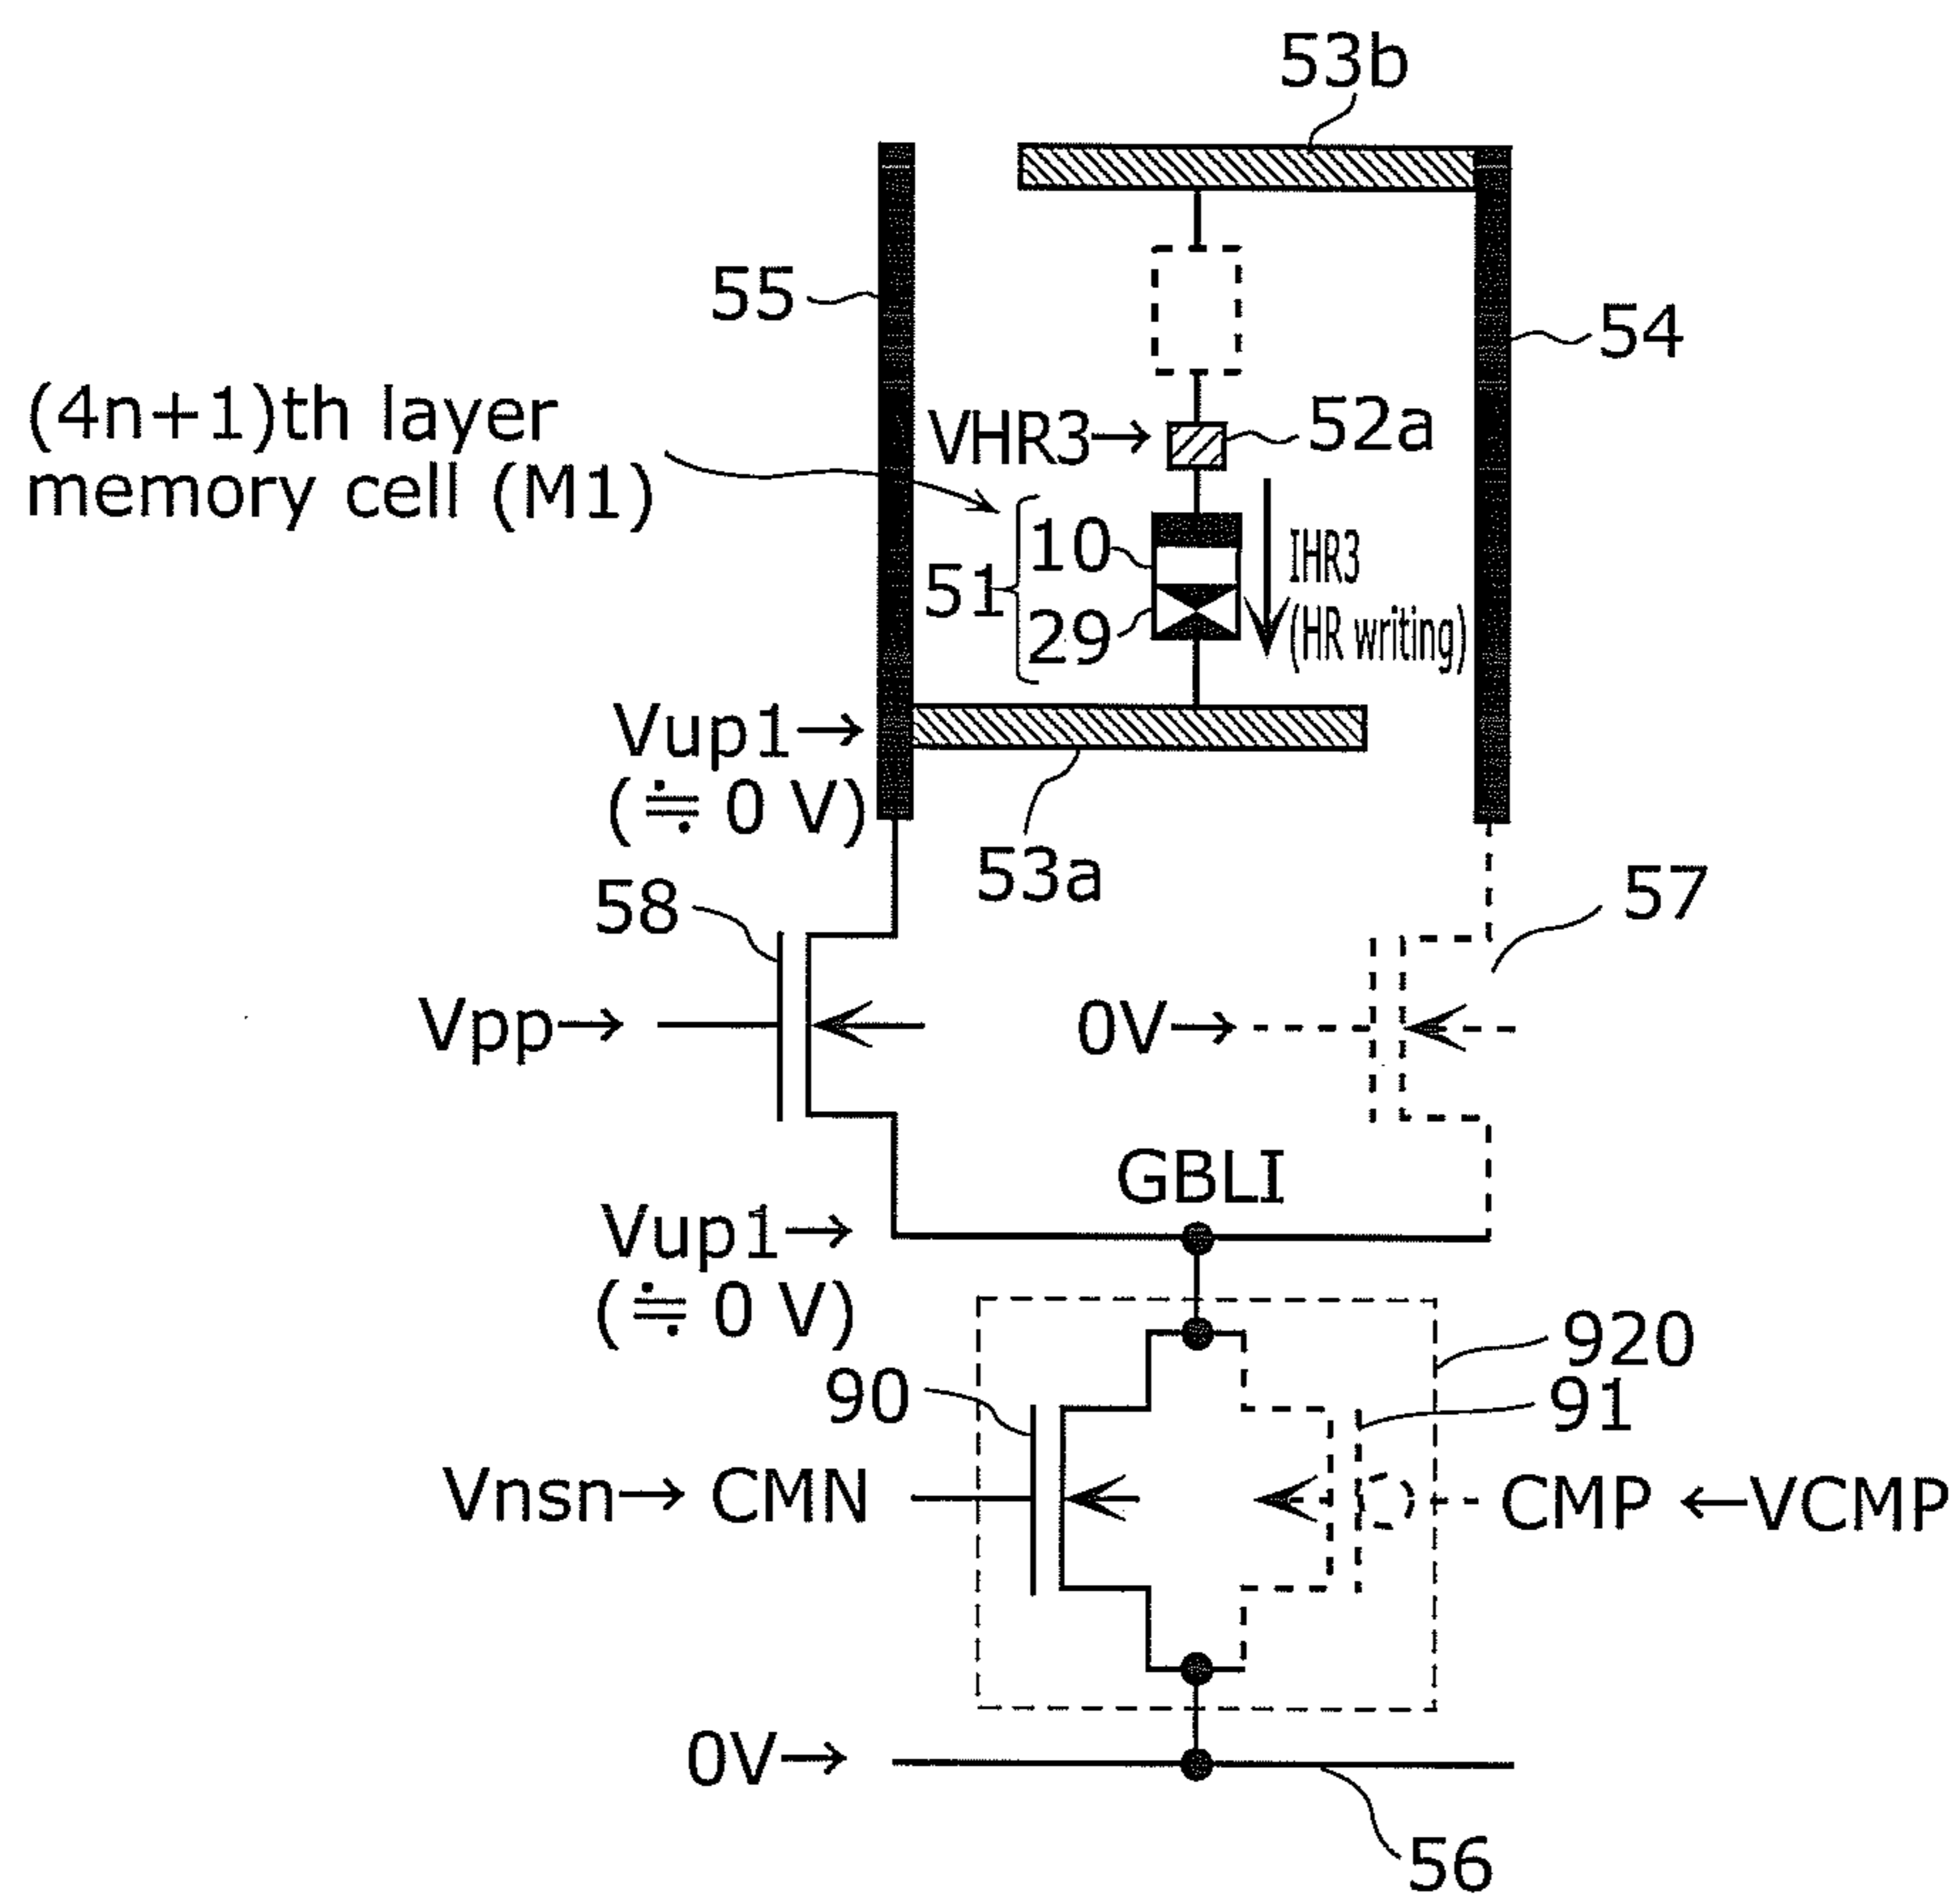 53b
55
54
(4n+1)th layer
memory cell (M1)
VHR3→
52a
51
10
29
IHR3
(HR writing)
Vup1→
(≒ 0 V)
53a
58
57
Vpp→
0V→
GBLI
Vup1→
(≒ 0 V)
920
90
91
Vnsn→ CMN
CMP ←VCMP
0V→
56